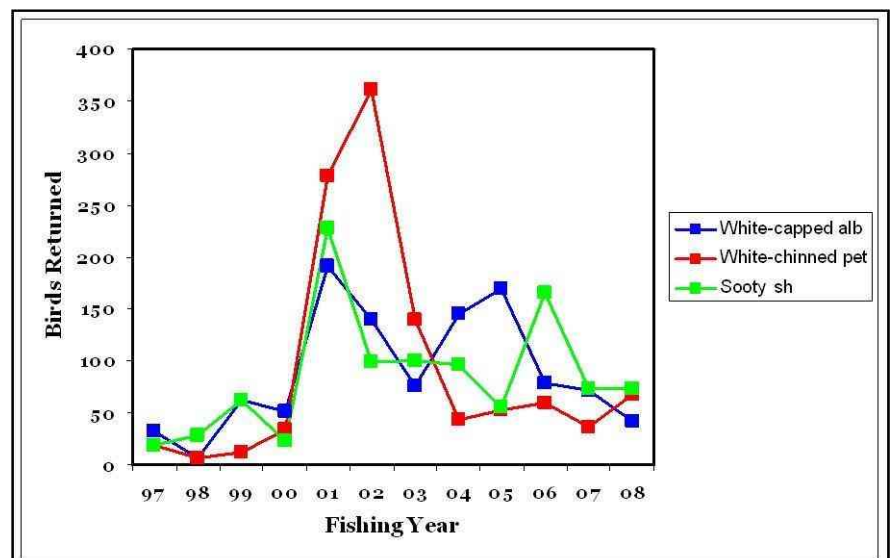 400
350
300
250
200
150
100
50
0
Birds Returned
97 98 99 00 01 02 03 04 05 06 07 08
Fishing Year
White-capped alb
White-chinned pet
Sooty sh